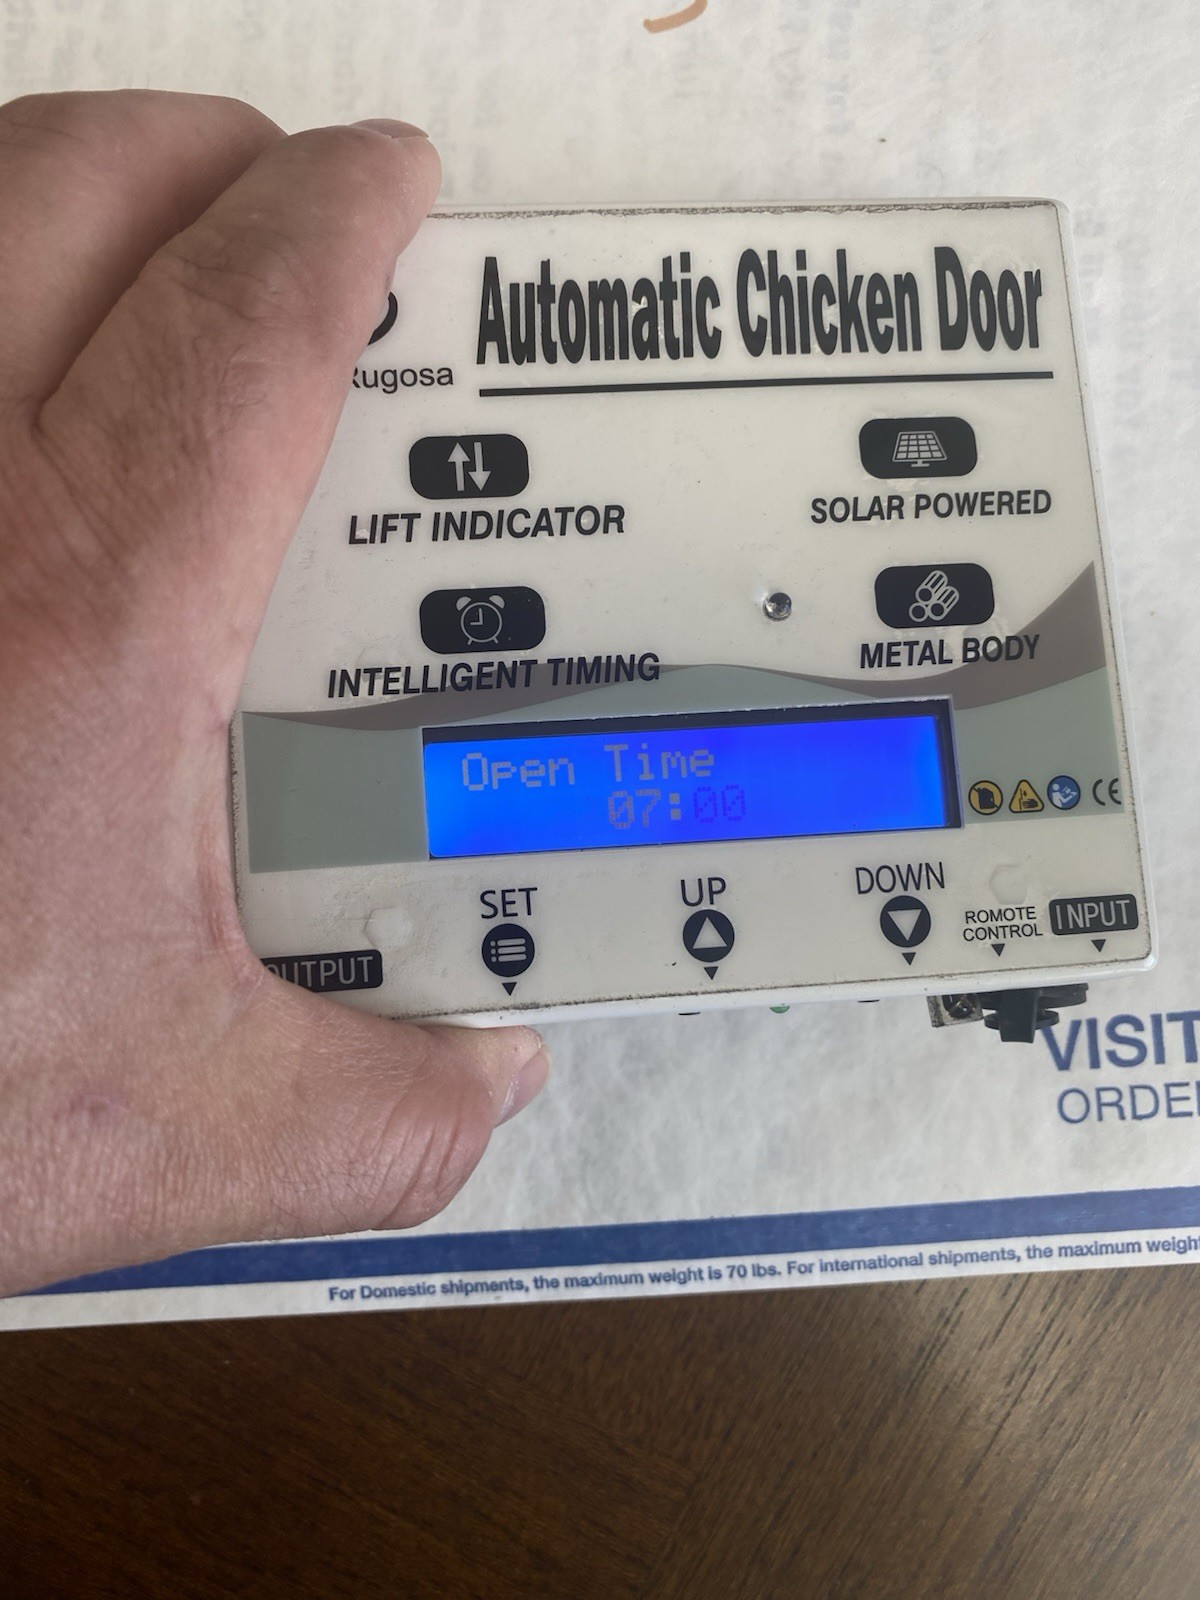 Automatic Chicken Door
Rugosa
LIFT INDICATOR
SOLAR POWERED
INTELLIGENT TIMING
METAL BODY
Open Time
07:00
CE
SET
UP
DOWN
ROMOTE
CONTROL
INPUT
OUTPUT
VISIT
ORDE
For Domestic shipments, the maximum weight is 70 lbs. For international shipments, the maximum weight